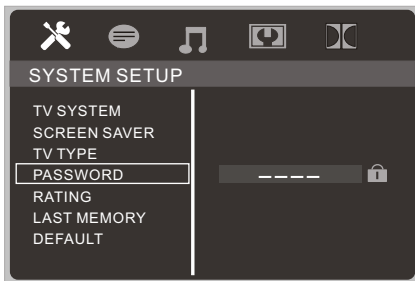 SYSTEM SETUP
TV SYSTEM
SCREEN SAVER
TV TYPE
PASSWORD
RATING
LAST MEMORY
DEFAULT